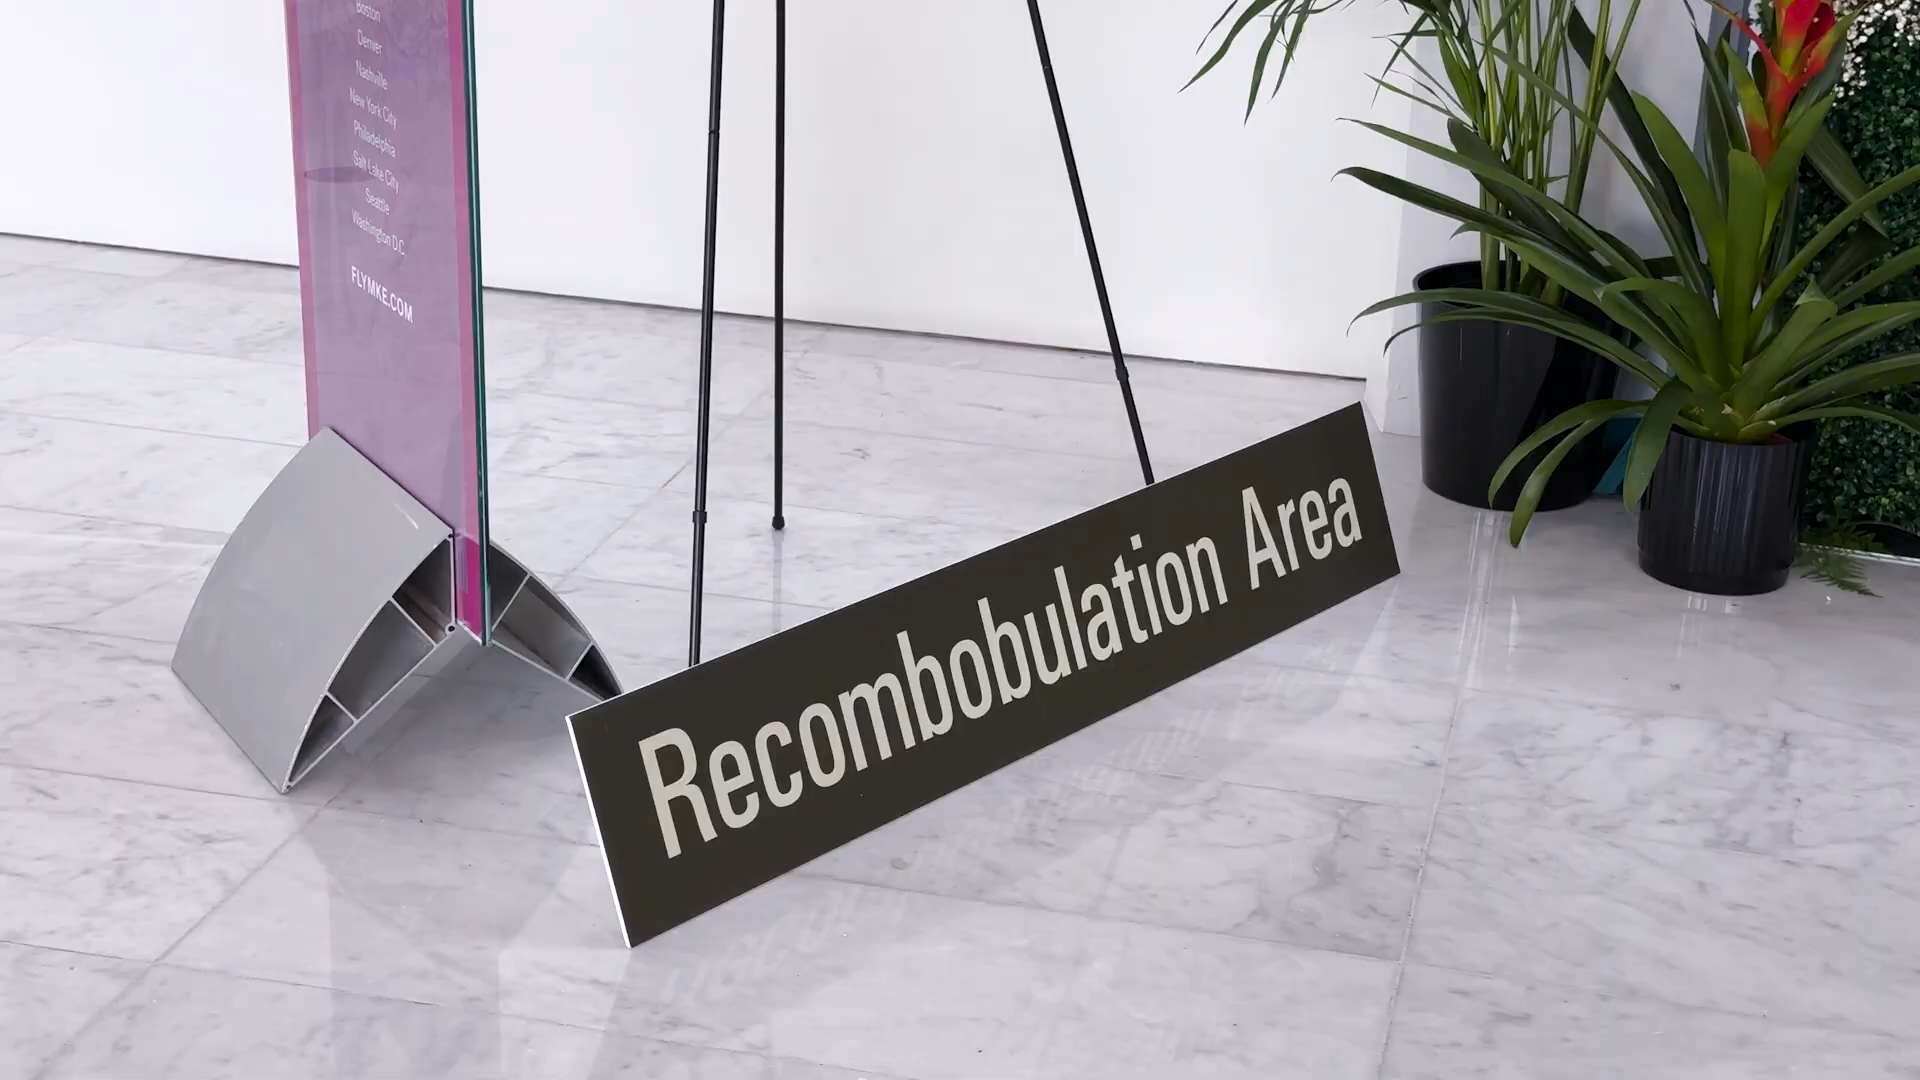 Boston
Denver
Nashville
New York City
Philadelphia
Salt Lake City
Seattle
Washington D.C.
FLYMKE.COM
Recombobulation Area